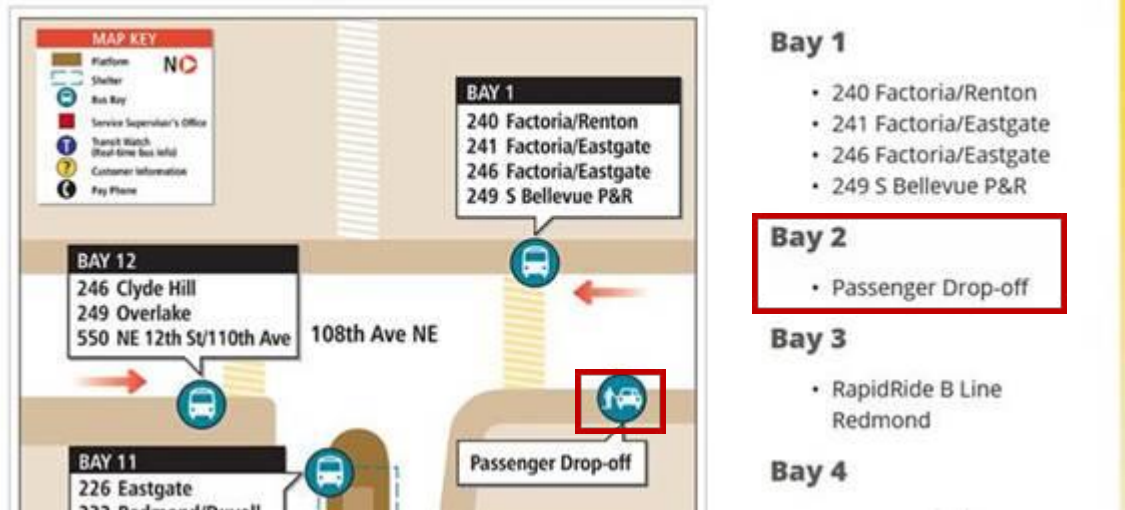 MAP KEY
Platform
N
Shelter
Bus Bay
Service Supervisor's Office
T
Transit Watch
(Real-time bus info)
?
Customer Information
Pay Phone
BAY 1
240 Factoria/Renton
241 Factoria/Eastgate
246 Factoria/Eastgate
249 S Bellevue P&R
BAY 12
246 Clyde Hill
249 Overlake
550 NE 12th St/110th Ave
108th Ave NE
BAY 11
226 Eastgate
Passenger Drop-off
Bay 1
• 240 Factoria/Renton
• 241 Factoria/Eastgate
• 246 Factoria/Eastgate
• 249 S Bellevue P&R
Bay 2
• Passenger Drop-off
Bay 3
• RapidRide B Line
Redmond
Bay 4